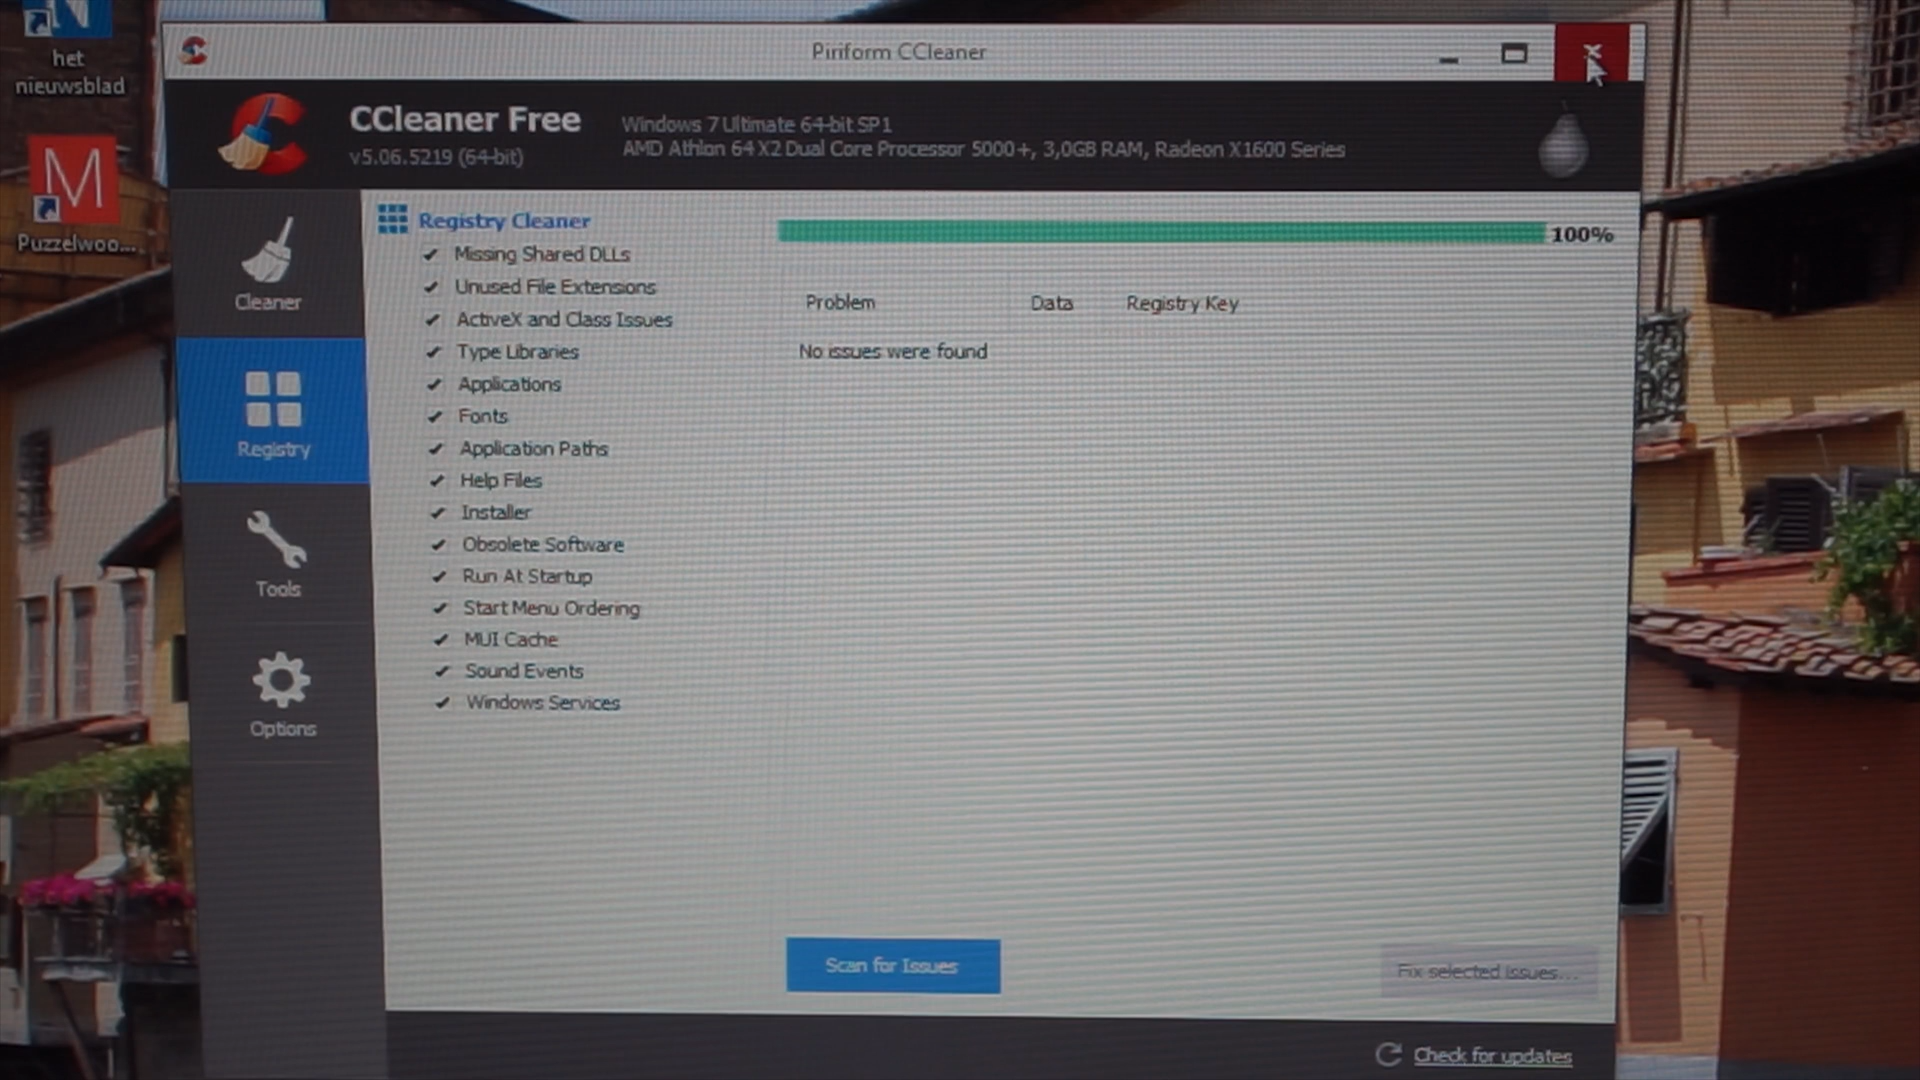 het
nieuwsblad
Puzzelwoo...
Piriform CCleaner
CCleaner Free
v5.06.5219 (64-bit)
Windows 7 Ultimate 64-bit SP1
AMD Athlon 64 X2 Dual Core Processor 5000+, 3,0GB RAM, Radeon X1600 Series
Cleaner
Registry
Tools
Options
Registry Cleaner
Missing Shared DLLs
Unused File Extensions
ActiveX and Class Issues
Type Libraries
Applications
Fonts
Application Paths
Help Files
Installer
Obsolete Software
Run At Startup
Start Menu Ordering
MUI Cache
Sound Events
Windows Services
100%
Problem Data Registry Key
No issues were found
Scan for Issues
Fix selected issues...
Check for updates